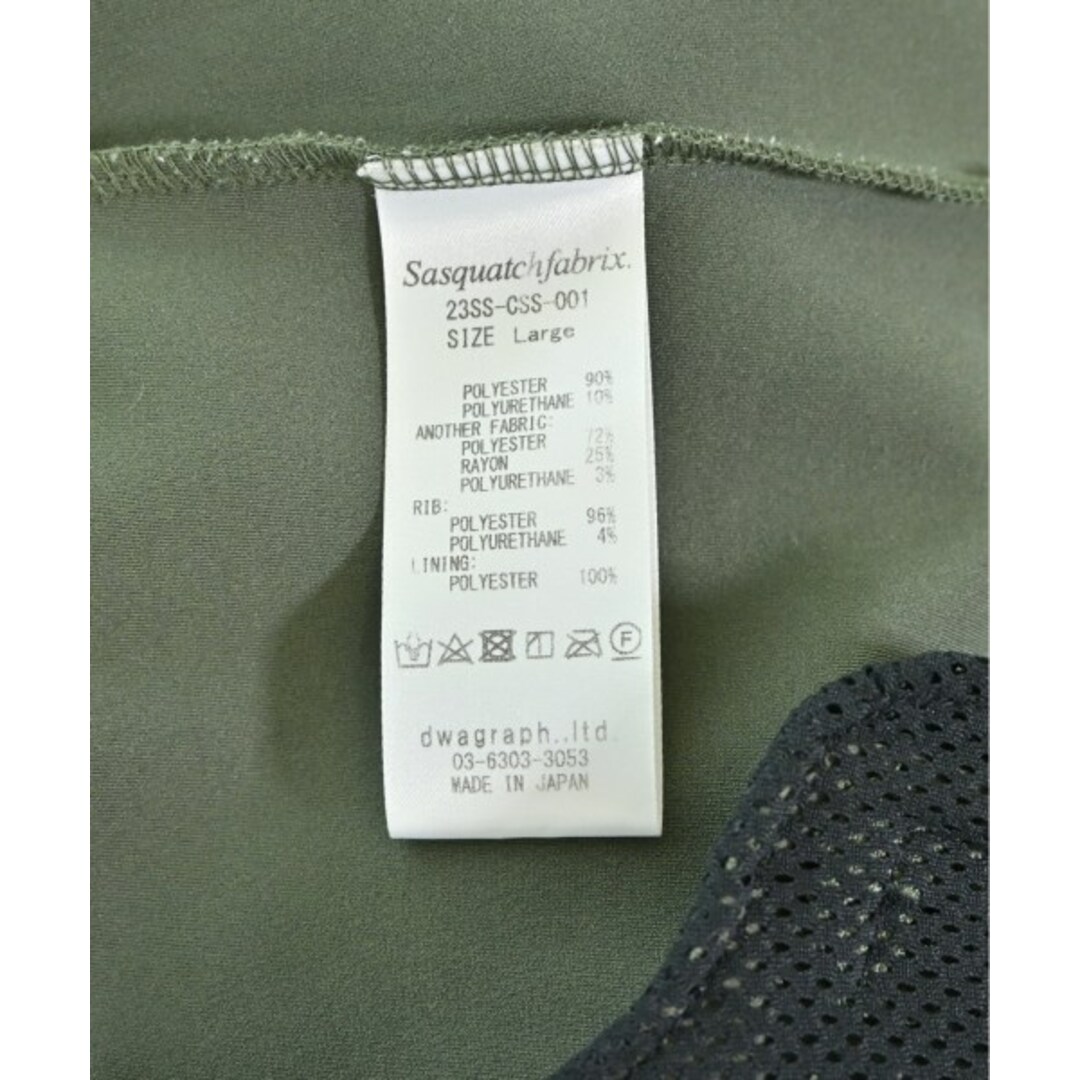 Sasquatchfabrix.
23SS-CSS-001
SIZE Large
POLYESTER 90%
POLYURETHANE 10%
ANOTHER FABRIC:
POLYESTER 72%
RAYON 25%
POLYURETHANE 3%
RIB:
POLYESTER 96%
POLYURETHANE 4%
LINING:
POLYESTER 100%
F
dwagraph.,ltd.
03-6303-3053
MADE IN JAPAN